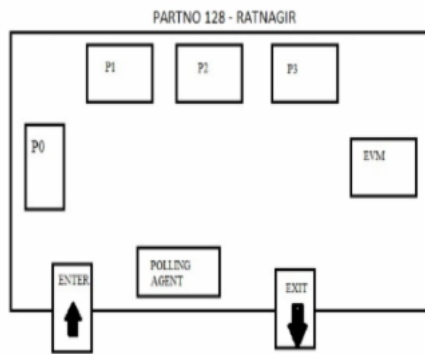 PARTNO 128 - RATNAGIR
P1
P2
P3
P0
EVM
POLLING
AGENT
ENTER
EXIT